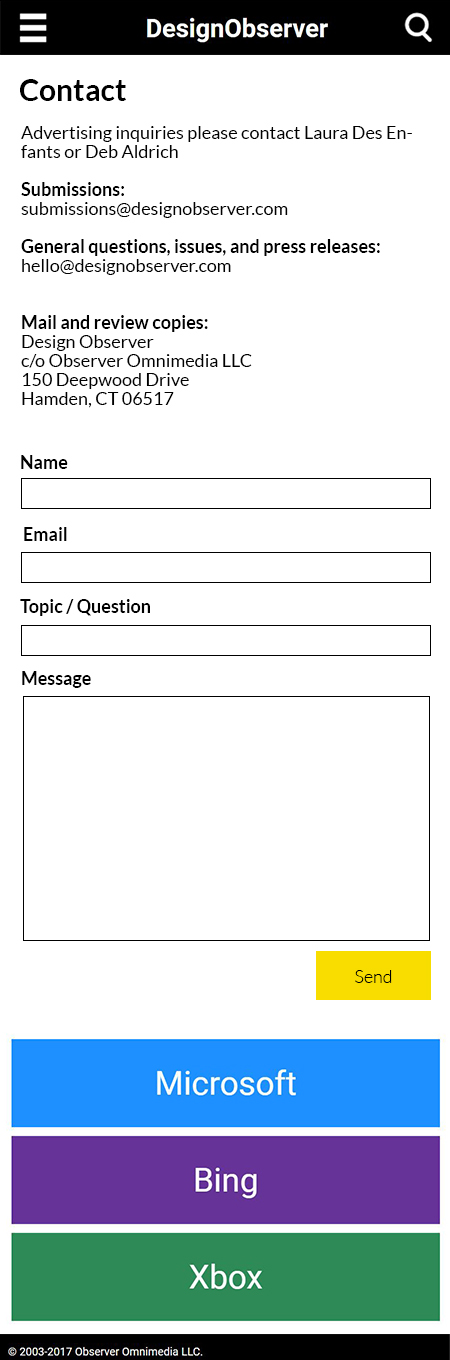 DesignObserver
Contact
Advertising inquiries please contact Laura Des En-
fants or Deb Aldrich
Submissions:
submissions@designobserver.com
General questions, issues, and press releases:
hello@designobserver.com
Mail and review copies:
Design Observer
c/o Observer Omnimedia LLC
150 Deepwood Drive
Hamden, CT 06517
Name
Email
Topic / Question
Message
Send
Microsoft
Bing
Xbox
© 2003-2017 Observer Omnimedia LLC.